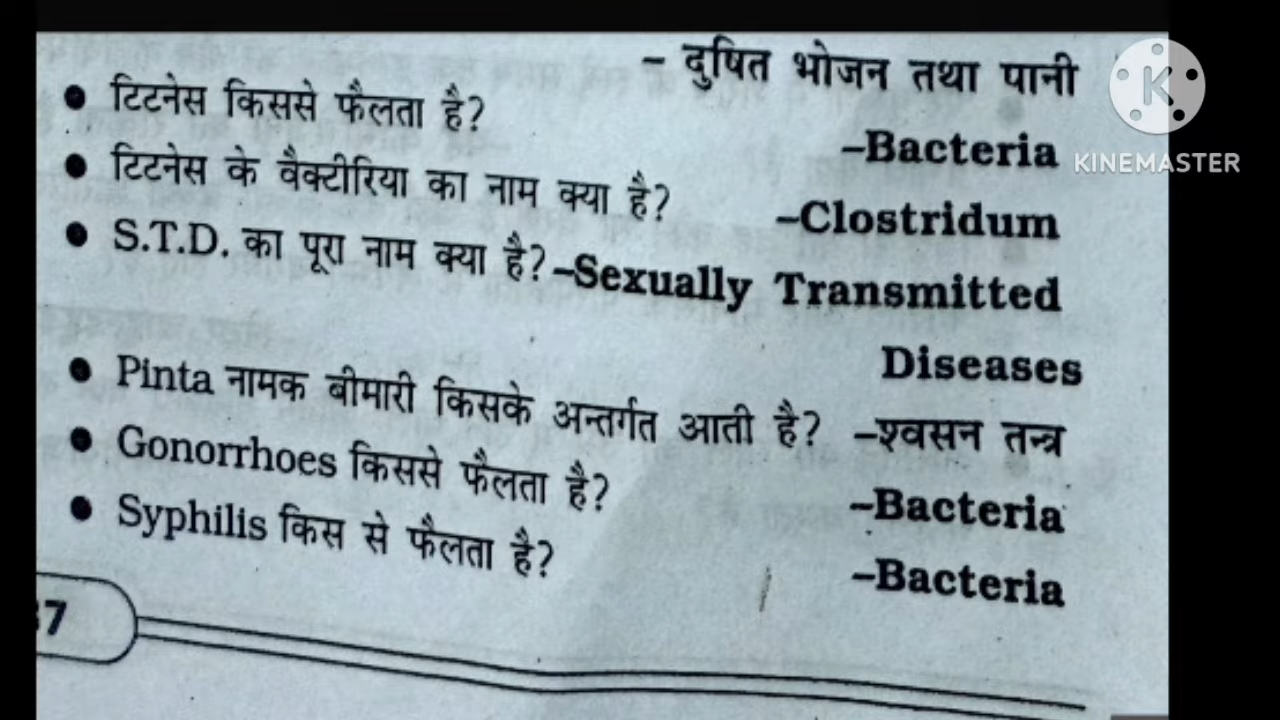 – दुषित भोजन तथा पानी
• टिटनेस किससे फैलता है? –Bacteria
• टिटनेस के वैक्टीरिया का नाम क्या है? –Clostridum
• S.T.D. का पूरा नाम क्या है? –Sexually Transmitted
Diseases
• Pinta नामक बीमारी किसके अन्तर्गत आती है? –श्वसन तन्त्र
• Gonorrhoes किससे फैलता है? –Bacteria
• Syphilis किस से फैलता है? –Bacteria
7
K
KINEMASTER